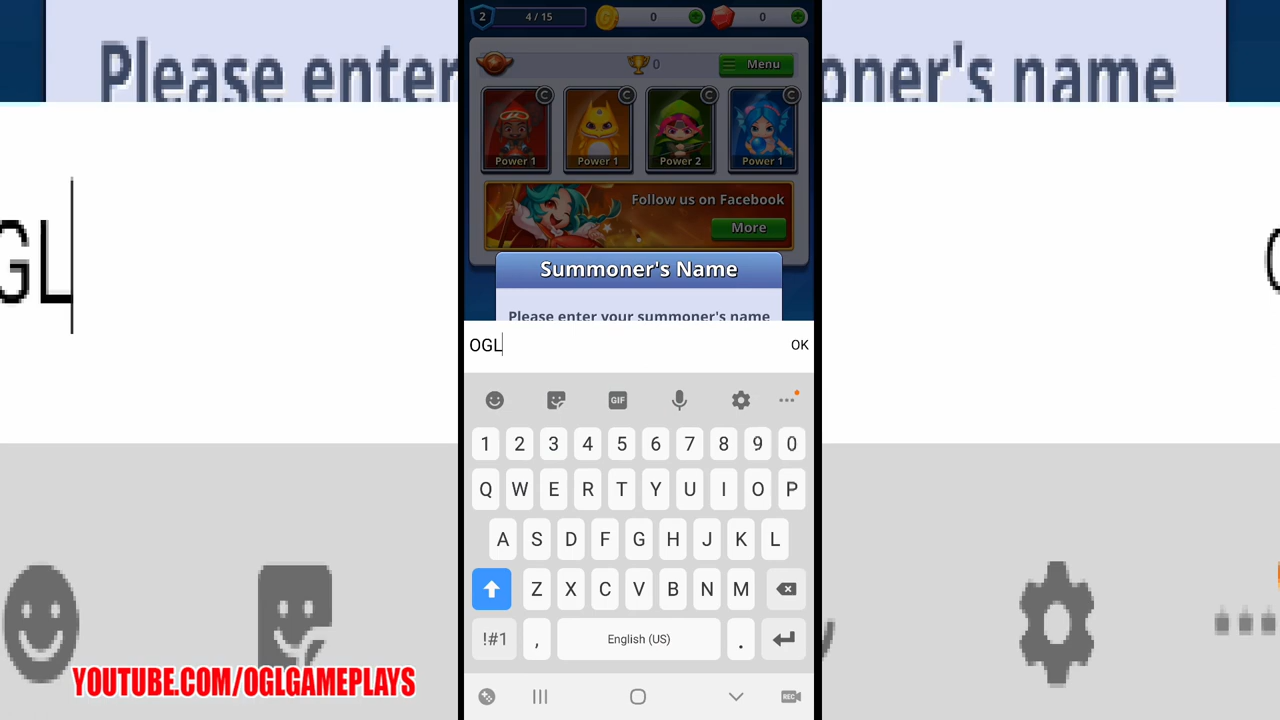 Please enter
oner's name
2
4 / 15
0
0
0
Menu
C
C
C
C
Power 1
Power 1
Power 2
Power 1
Follow us on Facebook
More
Summoner's Name
Please enter your summoner's name
GL
OGL
OK
GIF
1 2 3 4 5 6 7 8 9 0
Q W E R T Y U I O P
A S D F G H J K L
Z X C V B N M
!#1 , English (US) .
REC
YOUTUBE.COM/OGLGAMEPLAYS